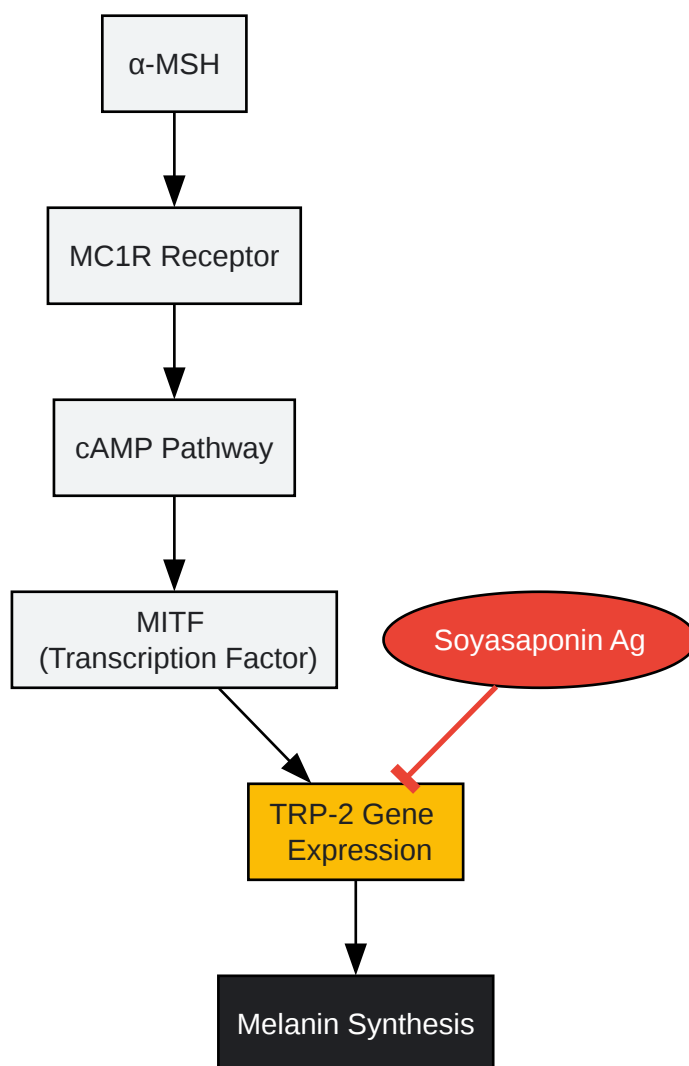 α-MSH
MC1R Receptor
cAMP Pathway
MITF
(Transcription Factor)
Soyasaponin Ag
TRP-2 Gene
Expression
Melanin Synthesis